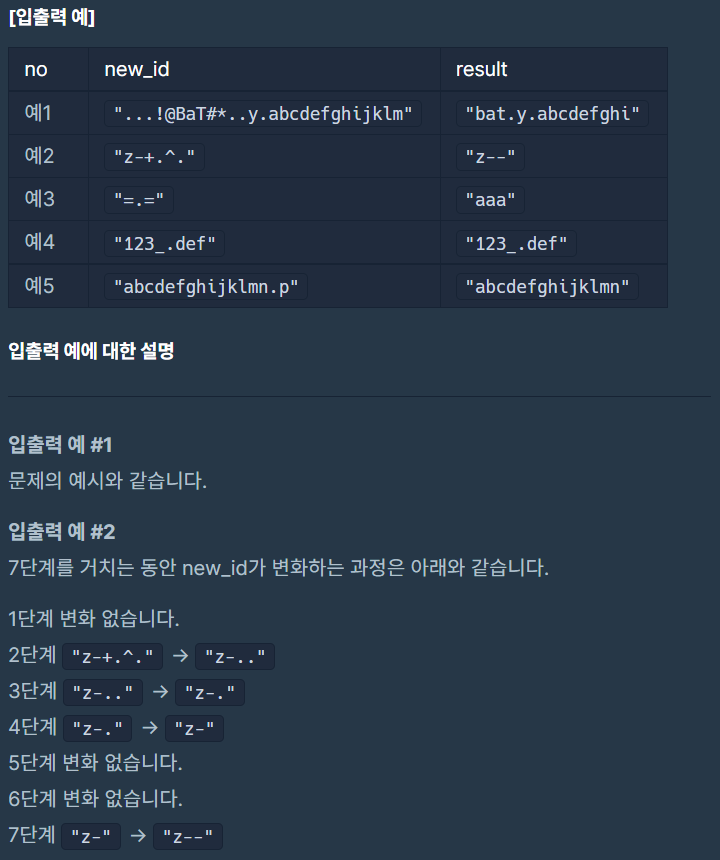 [입출력 예]
no new_id result
예1 "...!@BaT#*..y.abcdefghijklm" "bat.y.abcdefghi"
예2 "z-+.^." "z--"
예3 "=.=" "aaa"
예4 "123_.def" "123_.def"
예5 "abcdefghijklmn.p" "abcdefghijklmn"
입출력 예에 대한 설명
입출력 예 #1
문제의 예시와 같습니다.
입출력 예 #2
7단계를 거치는 동안 new_id가 변화하는 과정은 아래와 같습니다.
1단계 변화 없습니다.
2단계 "z-+.^." → "z-.."
3단계 "z-.." → "z-."
4단계 "z-." → "z-"
5단계 변화 없습니다.
6단계 변화 없습니다.
7단계 "z-" → "z--"